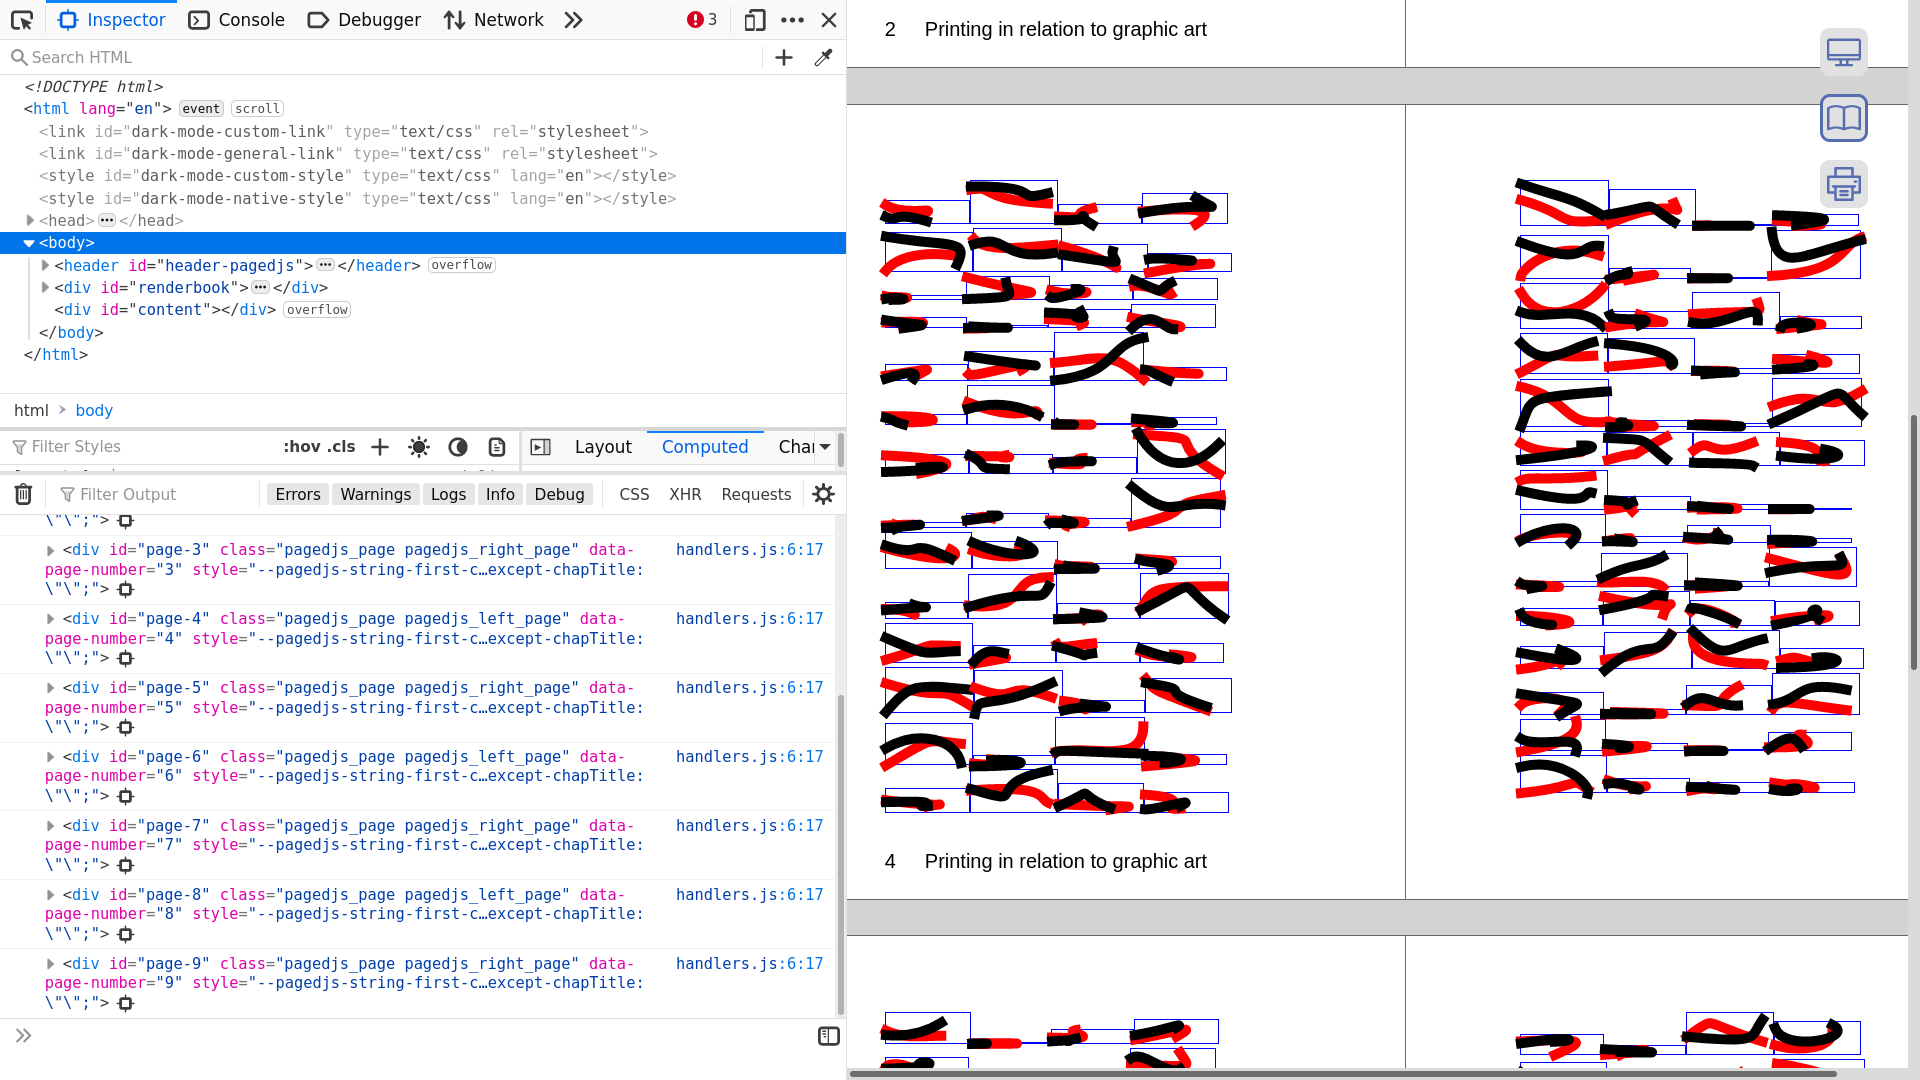 Inspector Console Debugger Network 3
Search HTML
<!DOCTYPE html>
<html lang="en"> event scroll
<link id="dark-mode-custom-link" type="text/css" rel="stylesheet">
<link id="dark-mode-general-link" type="text/css" rel="stylesheet">
<style id="dark-mode-custom-style" type="text/css" lang="en"></style>
<style id="dark-mode-native-style" type="text/css" lang="en"></style>
<head> ••• </head>
<body>
<header id="header-pagedjs"> ••• </header> overflow
<div id="renderbook"> ••• </div>
<div id="content"></div> overflow
</body>
</html>
html > body
Filter Styles :hov .cls Layout Computed
Filter Output Errors Warnings Logs Info Debug CSS XHR Requests
\"\";">
<div id="page-3" class="pagedjs_page pagedjs_right_page" data- handlers.js:6:17
page-number="3" style="--pagedjs-string-first-c…except-chapTitle:
\"\";">
<div id="page-4" class="pagedjs_page pagedjs_left_page" data- handlers.js:6:17
page-number="4" style="--pagedjs-string-first-c…except-chapTitle:
\"\";">
<div id="page-5" class="pagedjs_page pagedjs_right_page" data- handlers.js:6:17
page-number="5" style="--pagedjs-string-first-c…except-chapTitle:
\"\";">
<div id="page-6" class="pagedjs_page pagedjs_left_page" data- handlers.js:6:17
page-number="6" style="--pagedjs-string-first-c…except-chapTitle:
\"\";">
<div id="page-7" class="pagedjs_page pagedjs_right_page" data- handlers.js:6:17
page-number="7" style="--pagedjs-string-first-c…except-chapTitle:
\"\";">
<div id="page-8" class="pagedjs_page pagedjs_left_page" data- handlers.js:6:17
page-number="8" style="--pagedjs-string-first-c…except-chapTitle:
\"\";">
<div id="page-9" class="pagedjs_page pagedjs_right_page" data- handlers.js:6:17
page-number="9" style="--pagedjs-string-first-c…except-chapTitle:
\"\";">
2 Printing in relation to graphic art
4 Printing in relation to graphic art